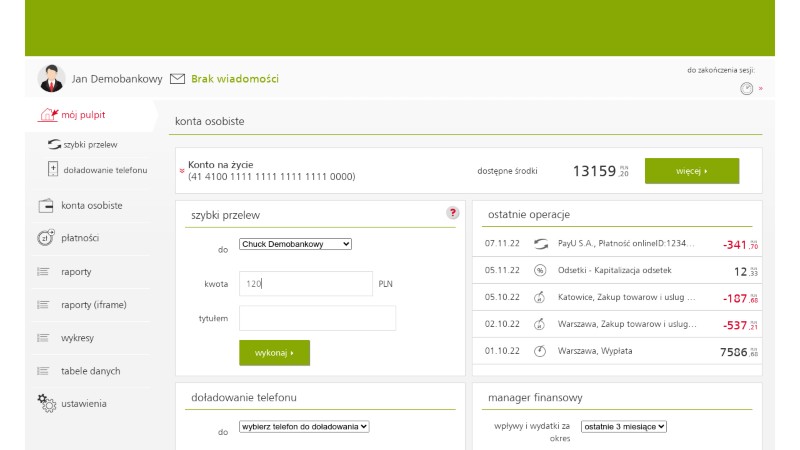 Jan Demobankowy
Brak wiadomości
do zakończenia sesji:
»
mój pulpit
szybki przelew
doładowanie telefonu
konta osobiste
płatności
raporty
raporty (iframe)
wykresy
tabele danych
ustawienia
konta osobiste
Konto na życie
(41 4100 1111 1111 1111 1111 0000)
dostępne środki
13159 PLN ,20
więcej
szybki przelew
?
do
Chuck Demobankowy
kwota
120
PLN
tytułem
wykonaj
ostatnie operacje
07.11.22 PayU S.A., Płatność onlineID:1234... -341 ,70
05.11.22 % Odsetki - Kapitalizacja odsetek 12 ,33
05.10.22 Katowice, Zakup towarow i uslug ... -187 ,68
02.10.22 Warszawa, Zakup towarow i uslug... -537 ,21
01.10.22 Warszawa, Wypłata 7586 ,60
doładowanie telefonu
do
wybierz telefon do doładowania
manager finansowy
wpływy i wydatki za
okres
ostatnie 3 miesiące